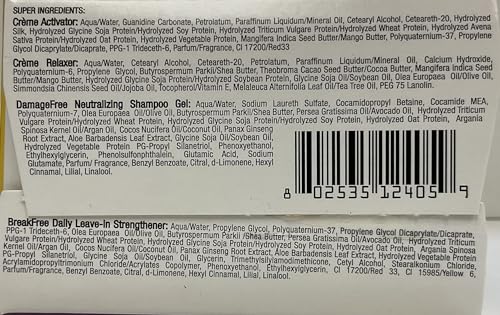 SUPER INGREDIENTS:
Crème Activator: Aqua/Water, Guanidine Carbonate, Petrolatum, Paraffinum Liquidum/Mineral Oil, Cetearyl Alcohol, Ceteareth-20, Hydrolyzed
Silk, Hydrolyzed Glycine Soja Protein/Hydrolyzed Soy Protein, Hydrolyzed Triticum Vulgare Protein/Hydrolyzed Wheat Protein, Hydrolyzed Avena
Sativa Protein/Hydrolyzed Oat Protein, Hydrolyzed Vegetable Protein, Mangifera Indica Seed Butter/Mango Butter, Polyquaternium-37, Propylene
Glycol Dicaprylate/Dicaprate, PPG-1 Trideceth-6, Parfum/Fragrance, CI 17200/Red33
Crème Relaxer: Aqua/Water, Cetearyl Alcohol, Ceteareth-20, Petrolatum, Paraffinum Liquidum/Mineral Oil, Calcium Hydroxide,
Polyquaternium-6, Propylene Glycol, Butyrospermum Parkii/Shea Butter, Theobroma Cacao Seed Butter/Cocoa Butter, Mangifera Indica Seed
Butter/Mango Butter, Hydrolyzed Glycine Soja Protein/Hydrolyzed Soybean Protein, Glycine Soja Oil/Soybean Oil, Olea Europaea Oil/Olive Oil,
Simmondsia Chinensis Seed Oil/Jojoba Oil, Tocopherol/Vitamin E, Melaleuca Alternifolia Leaf Oil/Tea Tree Oil, PEG 75 Lanolin.
DamageFree Neutralizing Shampoo Gel: Aqua/Water, Sodium Laureth Sulfate, Cocamidopropyl Betaine, Cocamide MEA,
Polyquaternium-7, Olea Europaea Oil/Olive Oil, Butyrospermum Parkii/Shea Butter, Persea Gratissima Oil/Avocado Oil, Hydrolyzed Triticum
Vulgare Protein/Hydrolyzed Wheat Protein, Hydrolyzed Glycine Soja Protein/Hydrolyzed Soy Protein, Hydrolyzed Oat Protein, Argania
Spinosa Kernel Oil/Argan Oil, Cocos Nucifera Oil/Coconut Oil, Panax Ginseng
Root Extract, Aloe Barbadensis Leaf Extract, Glycine Soja Oil/Soybean Oil,
Hydrolyzed Vegetable Protein PG-Propyl Silanetriol, Phenoxyethanol,
Ethylhexylglycerin, Phenolsulfonphthalein, Glutamic Acid, Sodium
Glutamate, Parfum/Fragrance, Benzyl Benzoate, Citral, d-Limonene, Hexyl
Cinnamal, Lilial, Linalool.
8 02535 12405 9
BreakFree Daily Leave-in Strengthener: Aqua/Water, Propylene Glycol, Polyquaternium-37, Propylene Glycol Dicaprylate/Dicaprate,
PPG-1 Trideceth-6, Olea Europaea Oil/Olive Oil, Butyrospermum Parkii /Shea Butter, Persea Gratissima Oil/Avocado Oil, Hydrolyzed Triticum
Vulgare Protein/Hydrolyzed Wheat Protein, Hydrolyzed Glycine Soja Protein/Hydrolyzed Soy Protein, Hydrolyzed Oat Protein, Argania Spinosa
Kernel Oil/Argan Oil, Cocos Nucifera Oil/Coconut Oil, Panax Ginseng Root Extract, Aloe Barbadensis Leaf Extract, Hydrolyzed Vegetable Protein
PG-Propyl Silanetriol, Glycine Soja Oil/Soybean Oil, Glycerin, Trimethylsilylamodimethicone, Cetyl Alcohol, Stearalkonium Chloride,
Acrylamidopropyltrimonium Chloride/Acrylates Copolymer, Phenoxyethanol, Ethylhexylglycerin, CI 17200/Red 33, CI 15985/Yellow 6,
Parfum/Fragrance, Benzyl Benzoate, Citral, d-Limonene, Hexyl Cinnamal, Lilial, Linalool.